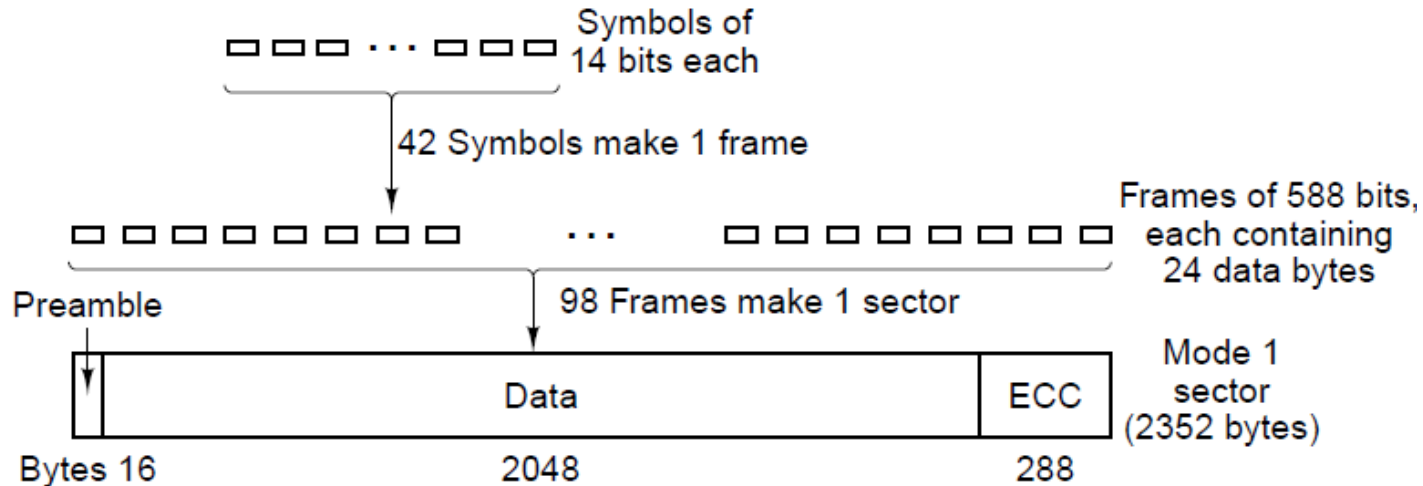 Symbols of
14 bits each
42 Symbols make 1 frame
Frames of 588 bits,
each containing
24 data bytes
Preamble
98 Frames make 1 sector
Data
ECC
Mode 1
sector
(2352 bytes)
Bytes 16
2048
288